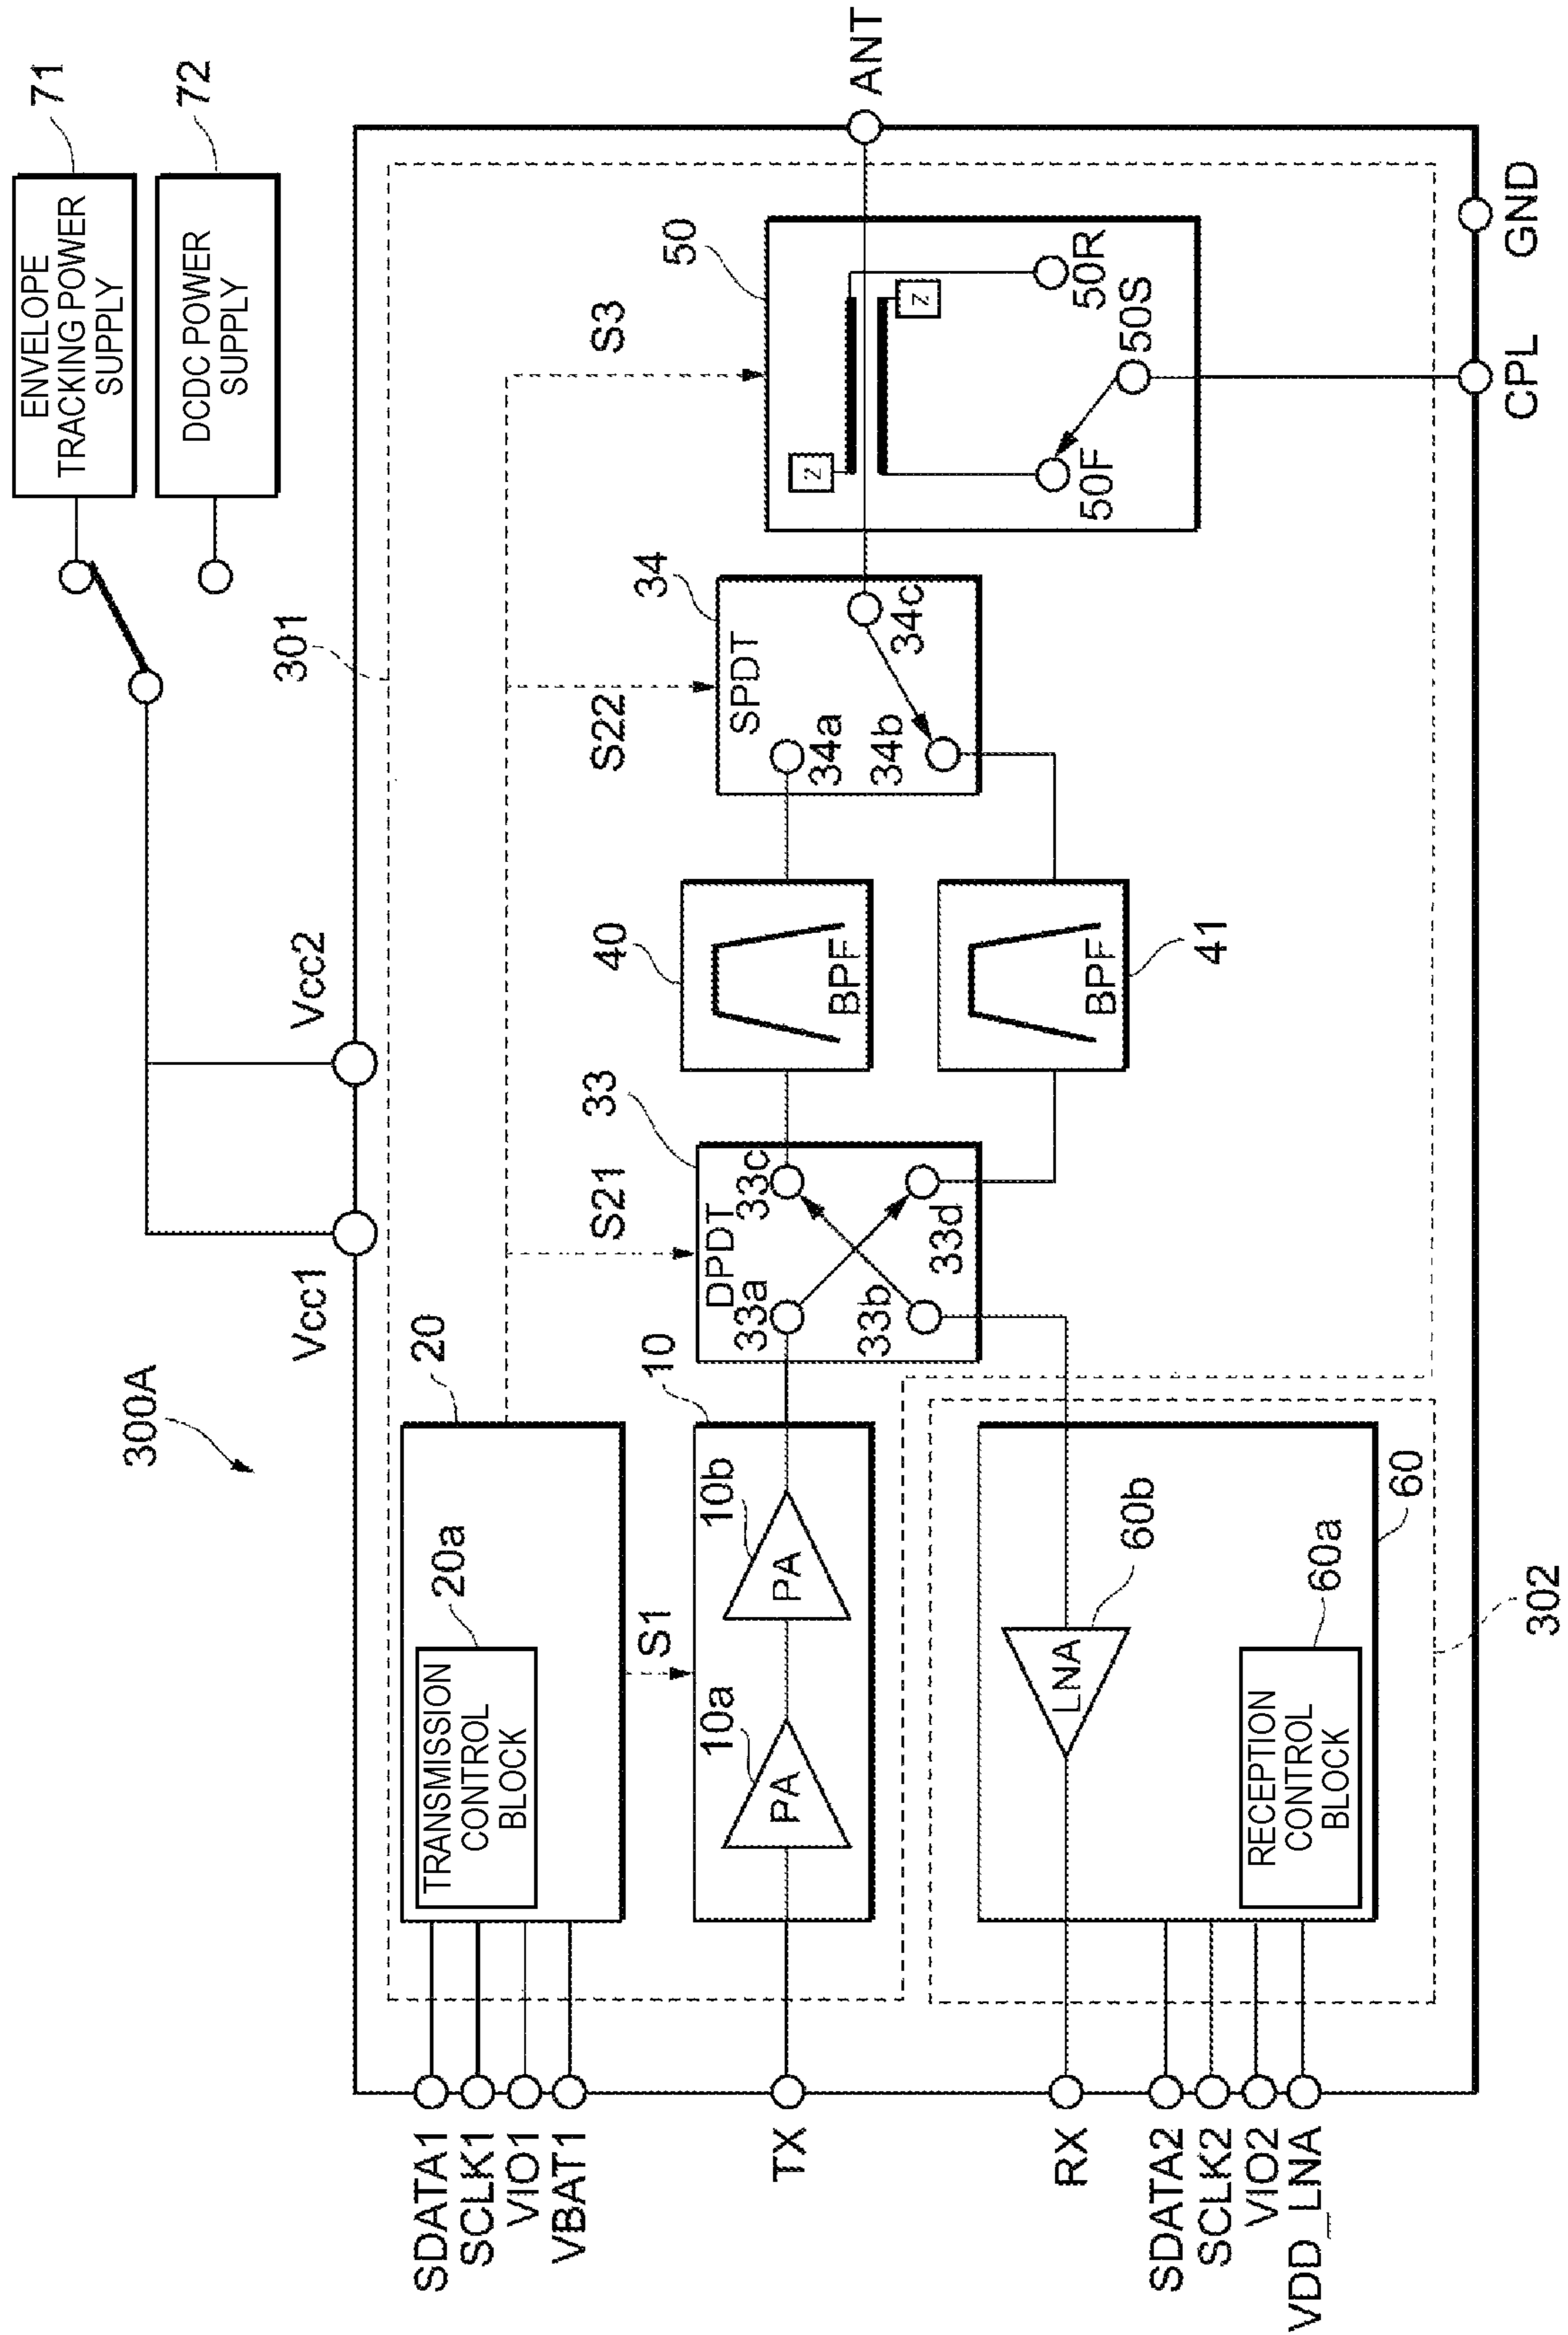 300A
ENVELOPE
TRACKING POWER
SUPPLY
71
DCDC POWER
SUPPLY
72
Vcc1
Vcc2
301
SDATA1
SCLK1
VIO1
VBAT1
20
TRANSMISSION
CONTROL
BLOCK
20a
S1
S21
S22
S3
TX
10
10a
PA
10b
PA
33
DPDT
33a
33c
33b
33d
40
BPF
41
BPF
34
SPDT
34a
34b
34c
50
Z
Z
50F
50R
50S
ANT
RX
SDATA2
SCLK2
VIO2
VDD_LNA
LNA
60b
RECEPTION
CONTROL
BLOCK
60a
60
302
CPL
GND